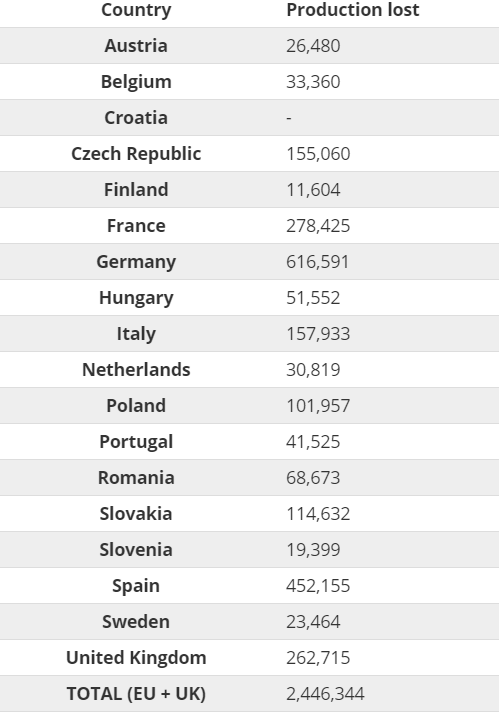 Country Production lost
Austria 26,480
Belgium 33,360
Croatia -
Czech Republic 155,060
Finland 11,604
France 278,425
Germany 616,591
Hungary 51,552
Italy 157,933
Netherlands 30,819
Poland 101,957
Portugal 41,525
Romania 68,673
Slovakia 114,632
Slovenia 19,399
Spain 452,155
Sweden 23,464
United Kingdom 262,715
TOTAL (EU + UK) 2,446,344